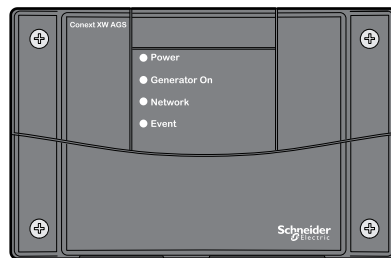 Conext XW AGS
Power
Generator On
Network
Event
Schneider
Electric